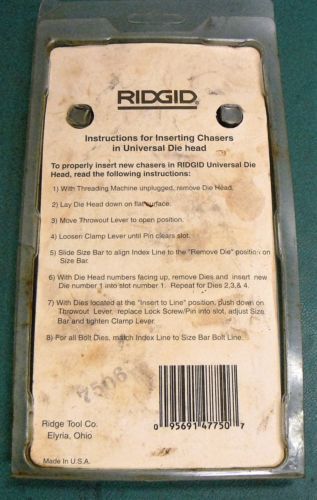 RIDGID
Instructions for Inserting Chasers
in Universal Die head
To properly insert new chasers in RIDGID Universal Die
Head, read the following instructions:
1) With Threading Machine unplugged, remove Die Head.
2) Lay Die Head down on flat surface.
3) Move Throwout Lever to open position.
4) Loosen Clamp Lever until Pin clears slot.
5) Slide Size Bar to align Index Line to the "Remove Die" position on
Size Bar.
6) With Die Head numbers facing up, remove Dies and insert new
Die number 1 into slot number 1. Repeat for Dies 2,3,& 4.
7) With Dies located at the "Insert to Line" position, push down on
Throwout Lever, replace Lock Screw/Pin into slot, adjust Size
Bar and tighten Clamp Lever.
8) For all Bolt Dies, match Index Line to Size Bar Bolt Line.
7506
0 95691 47750 7
Ridge Tool Co.
Elyria, Ohio
Made In U.S.A.